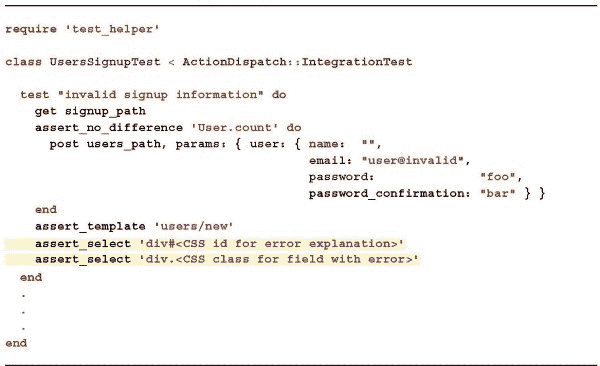 require 'test_helper'

class UsersSignupTest < ActionDispatch::IntegrationTest

  test "invalid signup information" do
    get signup_path
    assert_no_difference 'User.count' do
      post users_path, params: { user: { name:  "",
                                         email: "user@invalid",
                                         password:              "foo",
                                         password_confirmation: "bar" } }
    end
    assert_template 'users/new'
    assert_select 'div#<CSS id for error explanation>'
    assert_select 'div.<CSS class for field with error>'
  end
  .
  .
  .
end